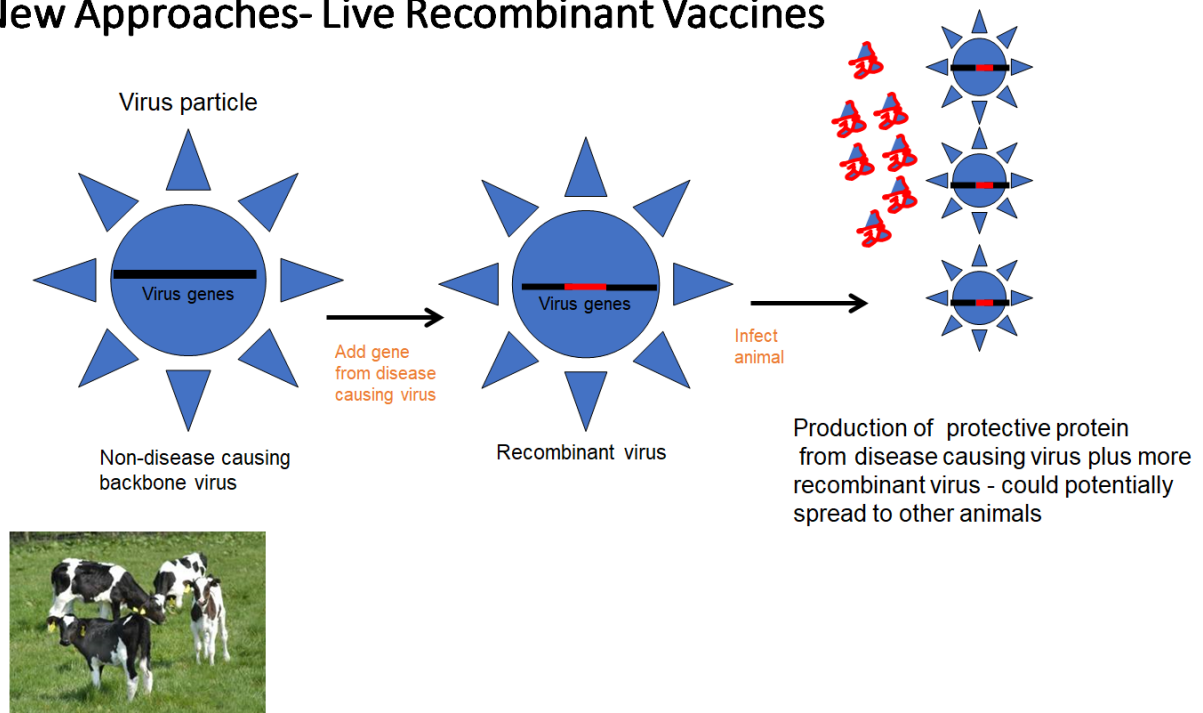 New Approaches- Live Recombinant Vaccines
Virus particle
Virus genes
Non-disease causing
backbone virus
Add gene
from disease
causing virus
Virus genes
Recombinant virus
Infect
animal
Production of protective protein
from disease causing virus plus more
recombinant virus - could potentially
spread to other animals